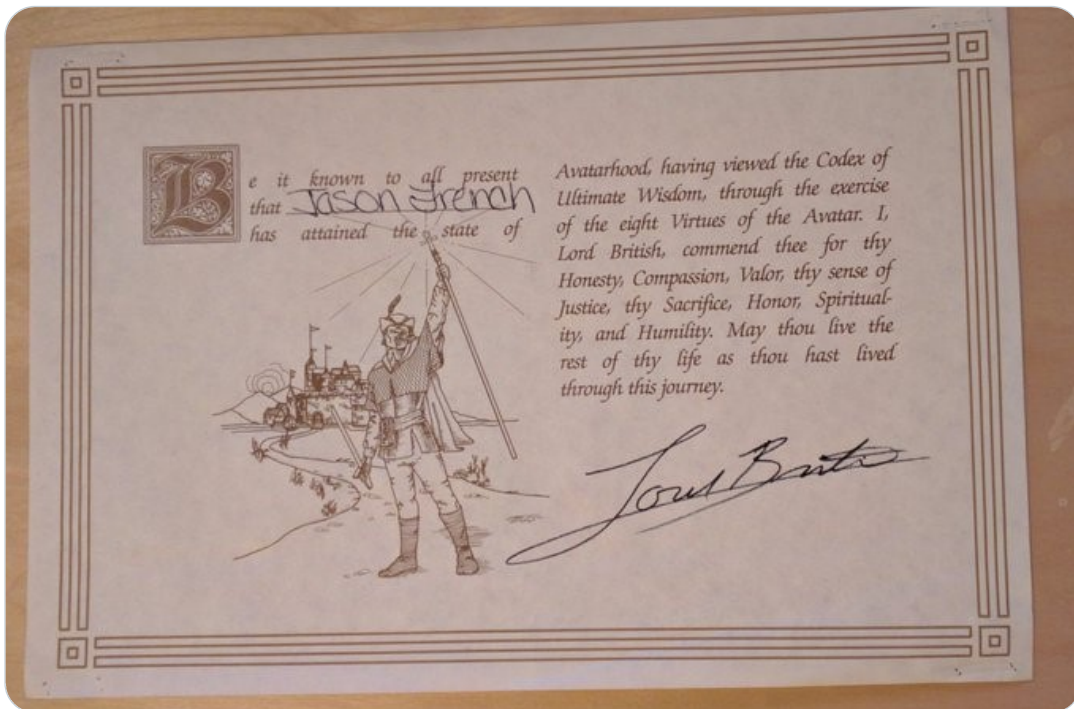 Be it known to all present
that Jason French
has attained the state of
Avatarhood, having viewed the Codex of
Ultimate Wisdom, through the exercise
of the eight Virtues of the Avatar. I,
Lord British, commend thee for thy
Honesty, Compassion, Valor, thy sense of
Justice, thy Sacrifice, Honor, Spiritual-
ity, and Humility. May thou live the
rest of thy life as thou hast lived
through this journey.
Lord British